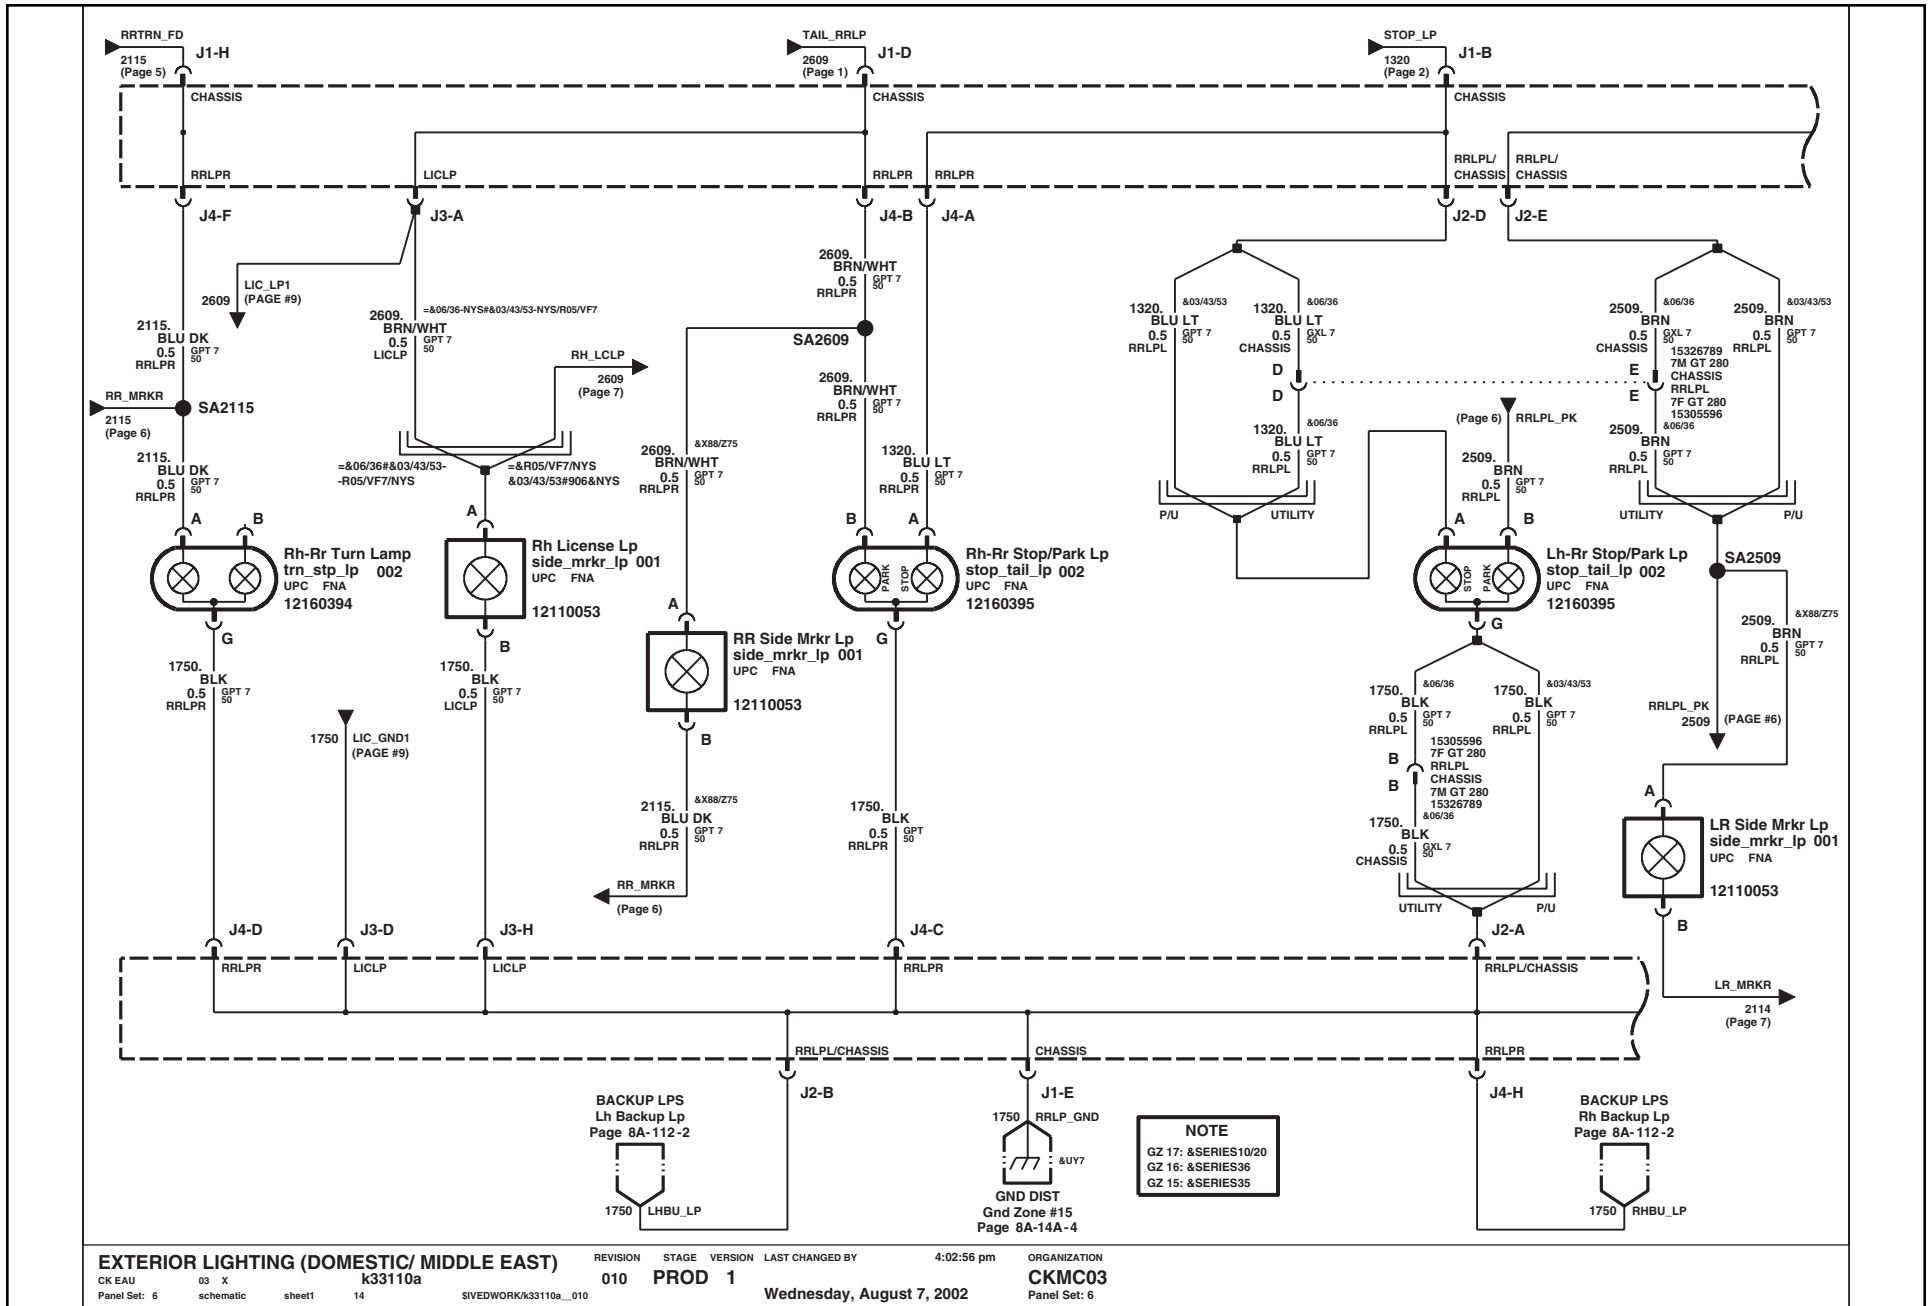 RRTRN_FD
2115
(Page 5)
J1-H
TAIL_RRLP
2609
(Page 1)
J1-D
STOP_LP
1320
(Page 2)
J1-B
CHASSIS
CHASSIS
CHASSIS
RRLPR
LICLP
RRLPR
RRLPR
RRLPL/
CHASSIS
RRLPL/
CHASSIS
J4-F
J3-A
J4-B
J4-A
J2-D
J2-E
LIC_LP1
2609
(PAGE #9)
2115.
BLU DK
0.5 GPT 7
50
RRLPR
RR_MRKR
2115
(Page 6)
SA2115
2115.
BLU DK
0.5 GPT 7
50
RRLPR
=&06/36-NYS#&03/43/53-NYS/R05/VF7
2609.
BRN/WHT
0.5 GPT 7
50
LICLP
RH_LCLP
2609
(Page 7)
=&06/36#&03/43/53-
-R05/VF7/NYS
=&R05/VF7/NYS
&03/43/53#906&NYS
2609.
BRN/WHT
0.5 GPT 7
50
RRLPR
SA2609
2609.
BRN/WHT
0.5 GPT 7
50
RRLPR
&X88/Z75
2609.
BRN/WHT
0.5 GPT 7
50
RRLPR
1320.
BLU LT
0.5 GPT 7
50
RRLPR
&03/43/53
1320.
BLU LT
0.5 GPT 7
50
RRLPL
&06/36
1320.
BLU LT
0.5 GXL 7
50
CHASSIS
D
D
&06/36
1320.
BLU LT
0.5 GPT 7
50
RRLPL
P/U
UTILITY
&06/36
2509.
BRN
0.5 GXL 7
50
CHASSIS
&03/43/53
2509.
BRN
0.5 GPT 7
50
RRLPL
15326789
7M GT 280
CHASSIS
RRLPL
7F GT 280
15305596
E
E
&06/36
2509.
BRN
0.5 GPT 7
50
RRLPL
(Page 6)
RRLPL_PK
2509.
BRN
0.5 GPT 7
50
RRLPL
UTILITY
P/U
A
B
Rh-Rr Turn Lamp
trn_stp_lp 002
UPC FNA
12160394
G
A
Rh License Lp
side_mrkr_lp 001
UPC FNA
12110053
B
A
RR Side Mrkr Lp
side_mrkr_lp 001
UPC FNA
12110053
B
B
A
PARK
STOP
Rh-Rr Stop/Park Lp
stop_tail_lp 002
UPC FNA
12160395
G
A
B
STOP
PARK
Lh-Rr Stop/Park Lp
stop_tail_lp 002
UPC FNA
12160395
G
SA2509
&X88/Z75
2509.
BRN
0.5 GPT 7
50
RRLPL
RRLPL_PK
2509
(PAGE #6)
A
LR Side Mrkr Lp
side_mrkr_lp 001
UPC FNA
12110053
B
LR_MRKR
2114
(Page 7)
1750.
BLK
0.5 GPT 7
50
RRLPR
1750
LIC_GND1
(PAGE #9)
1750.
BLK
0.5 GPT 7
50
LICLP
&X88/Z75
2115.
BLU DK
0.5 GPT 7
50
RRLPR
RR_MRKR
(Page 6)
1750.
BLK
0.5 GPT
50
RRLPR
&06/36
1750.
BLK
0.5 GPT 7
50
RRLPL
&03/43/53
1750.
BLK
0.5 GPT 7
50
RRLPL
15305596
7F GT 280
RRLPL
CHASSIS
7M GT 280
15326789
B
B
&06/36
1750.
BLK
0.5 GXL 7
50
CHASSIS
UTILITY
P/U
J4-D
J3-D
J3-H
J4-C
J2-A
RRLPR
LICLP
LICLP
RRLPR
RRLPL/CHASSIS
RRLPL/CHASSIS
CHASSIS
RRLPR
J2-B
J1-E
J4-H
BACKUP LPS
Lh Backup Lp
Page 8A-112-2
1750
LHBU_LP
1750
RRLP_GND
&UY7
GND DIST
Gnd Zone #15
Page 8A-14A-4
NOTE
GZ 17: &SERIES10/20
GZ 16: &SERIES36
GZ 15: &SERIES35
BACKUP LPS
Rh Backup Lp
Page 8A-112-2
1750
RHBU_LP
EXTERIOR LIGHTING (DOMESTIC/ MIDDLE EAST)
CK EAU 03 X k33110a
Panel Set: 6 schematic sheet1 14 $IVEDWORK/k33110a__010
REVISION STAGE VERSION LAST CHANGED BY 4:02:56 pm ORGANIZATION
010 PROD 1 CKMC03
Wednesday, August 7, 2002 Panel Set: 6